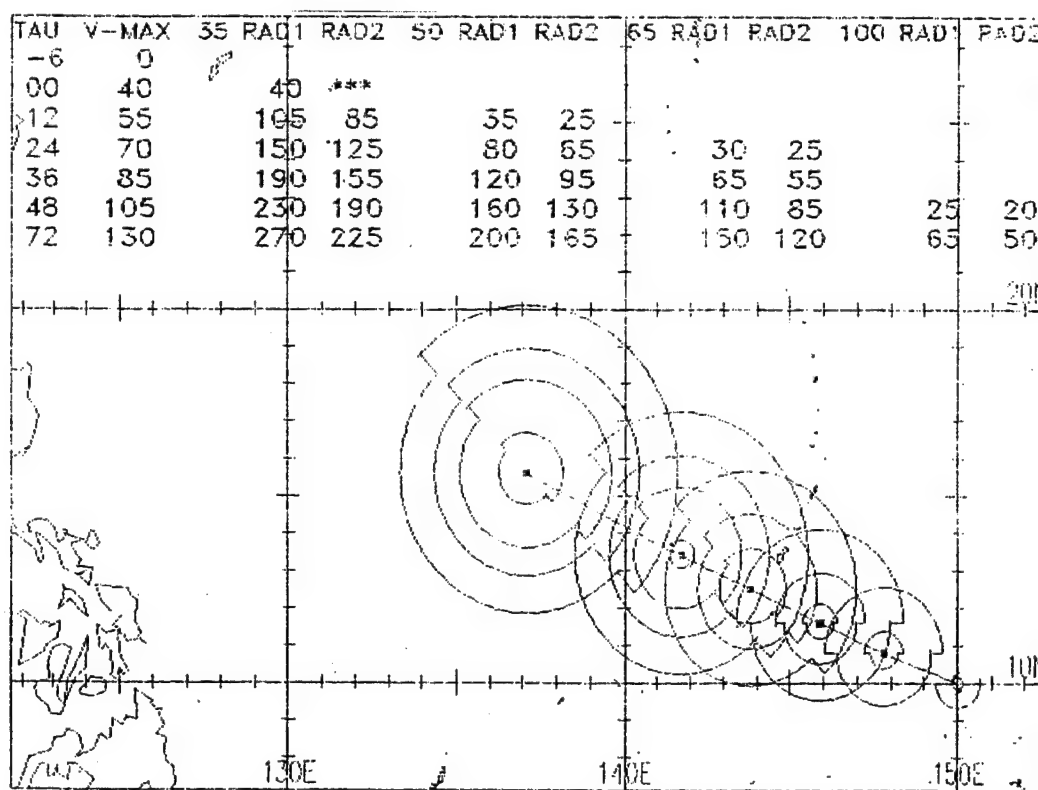 TAU V-MAX 35 RAD1 RAD2 50 RAD1 RAD2 65 RAD1 RAD2 100 RAD1 RAD2
-6 0
00 40 40 ***
12 55 105 85 35 25
24 70 150 125 80 65 30 25
36 85 190 155 120 95 65 55
48 105 230 190 160 130 110 85 25 20
72 130 270 225 200 165 150 120 65 50
20N
10N
130E 140E 150E